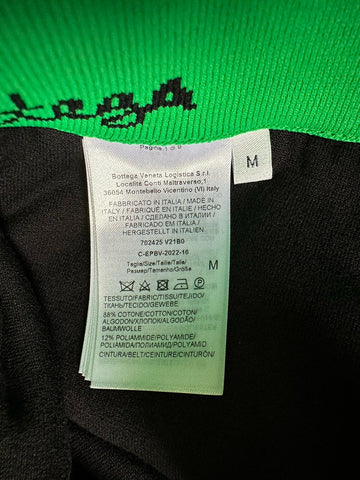 tega
Pagina 1 di 9
Bottega Veneta Logistica S.r.l.
Località Conti Maltraverso,1
36054 Montebello Vicentino (VI) Italy
FABBRICATO IN ITALIA / MADE IN
ITALY / FABRIQUÉ EN ITALIE / HECHO
EN ITALIA / СДЕЛАНО В ИТАЛИИ /
FABRICADO EM ITÁLIA /
HERGESTELLT IN ITALIEN
702425 V21B0
C-EPBV-2022-16
Taglia/Size/Taille/Talla/
Размер/Tamanho/Größe M
M
TESSUTO/FABRIC/TISSU/TEJIDO/
ТКАНЬ/TECIDO/GEWEBE
88% COTONE/COTTON/COTON/
ALGODON/ХЛОПОК/ALGODÃO/
BAUMWOLLE
12% POLIAMMIDE/POLYAMIDE/
POLIAMIDA/ПОЛИАМИД/POLYAMID
CINTURA/BELT/CEINTURE/CINTURÓN/